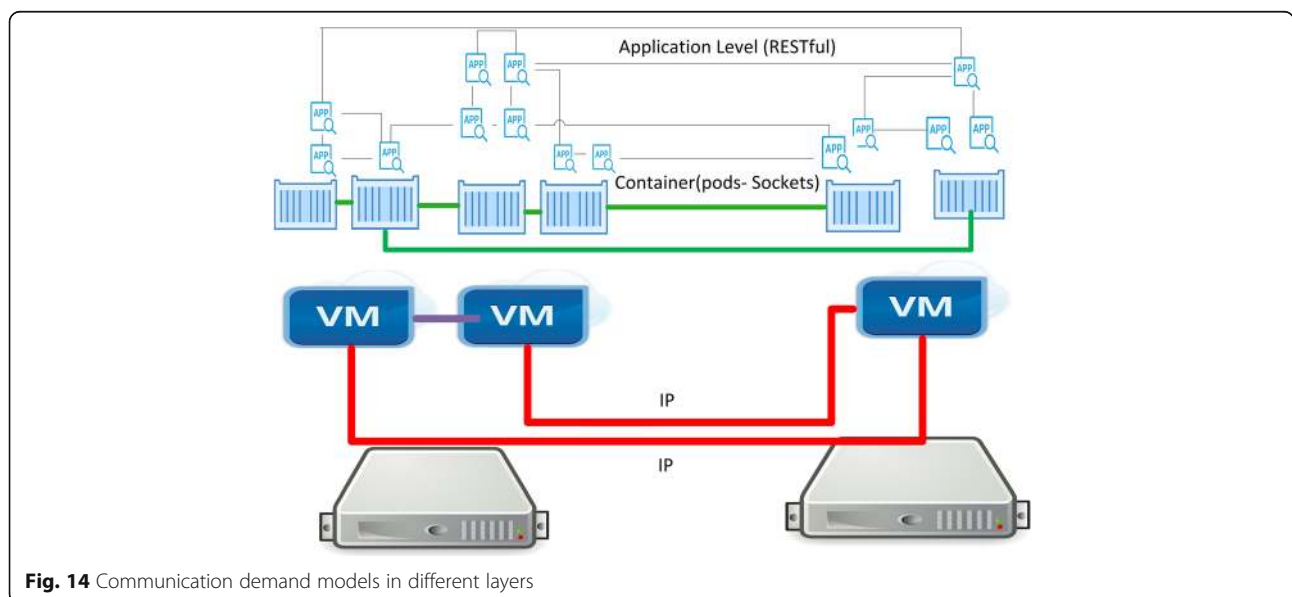 Application Level (RESTful)
APP
APP
APP
APP
APP
APP
APP
APP
APP
APP
APP
APP
APP
APP
Container(pods- Sockets)
VM
VM
VM
IP
IP
Fig. 14 Communication demand models in different layers